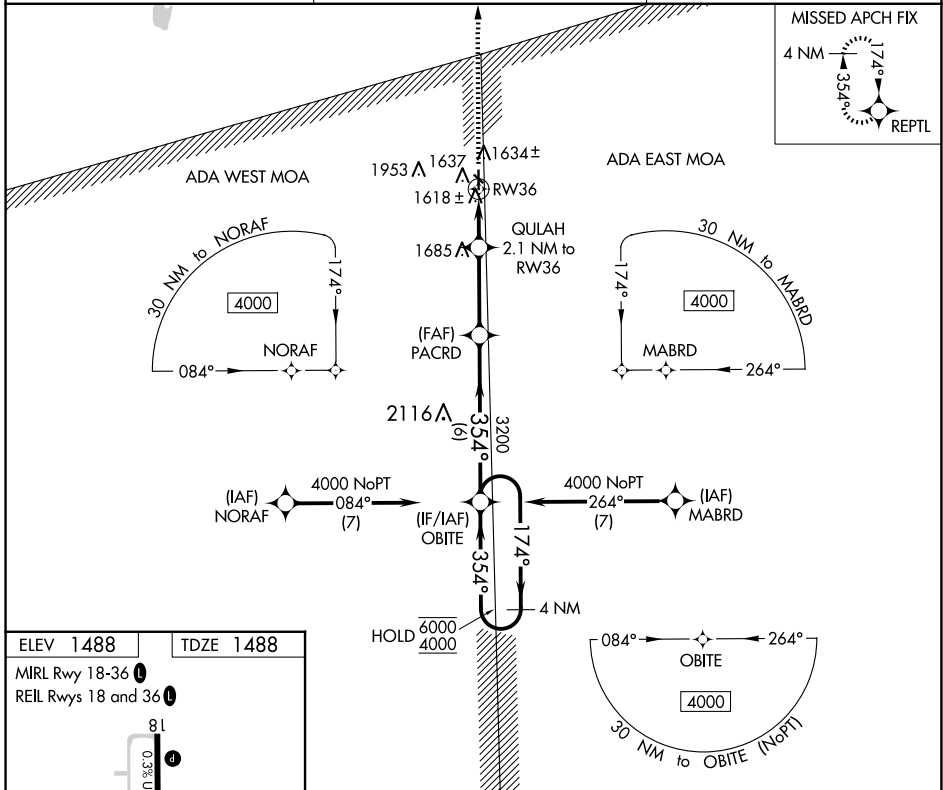 MISSED APCH FIX
4 NM
174°
354°
REPTL
ADA WEST MOA
1953
1637
1634±
1618±
RW36
ADA EAST MOA
QULAH
2.1 NM to
RW36
1685
30 NM to NORAF
174°
4000
NORAF
084°
30 NM to MABRD
174°
4000
MABRD
264°
(FAF)
PACRD
2116
(6)
354°
3200
(IAF)
NORAF
4000 NoPT
084°
(7)
(IF/IAF)
OBITE
4000 NoPT
264°
(7)
(IAF)
MABRD
354°
174°
4 NM
HOLD
6000
4000
084°
264°
OBITE
4000
30 NM to OBITE (NoPT)
ELEV 1488
TDZE 1488
MIRL Rwy 18-36 L
REIL Rwys 18 and 36 L
18
P
0.3% U